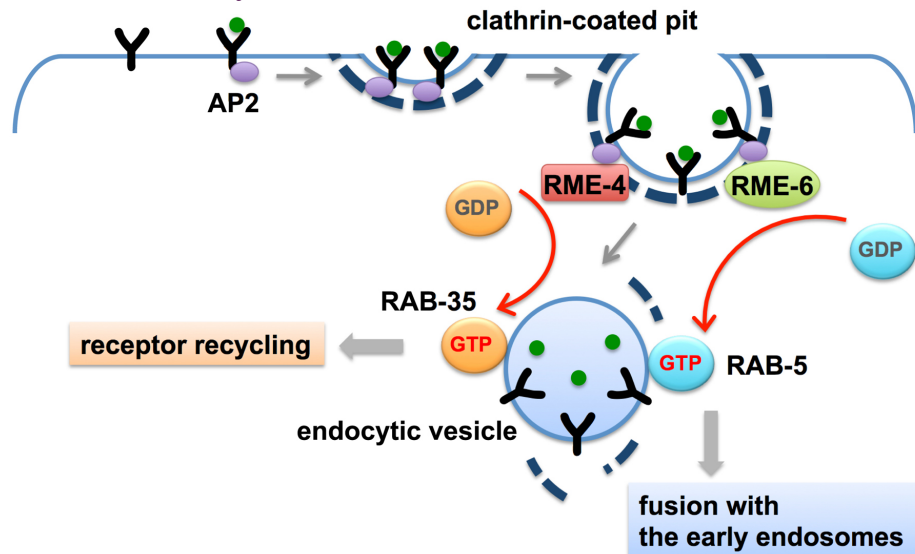 clathrin-coated pit
AP2
RME-4
RME-6
GDP
GDP
RAB-35
GTP
GTP
RAB-5
receptor recycling
endocytic vesicle
fusion with
the early endosomes